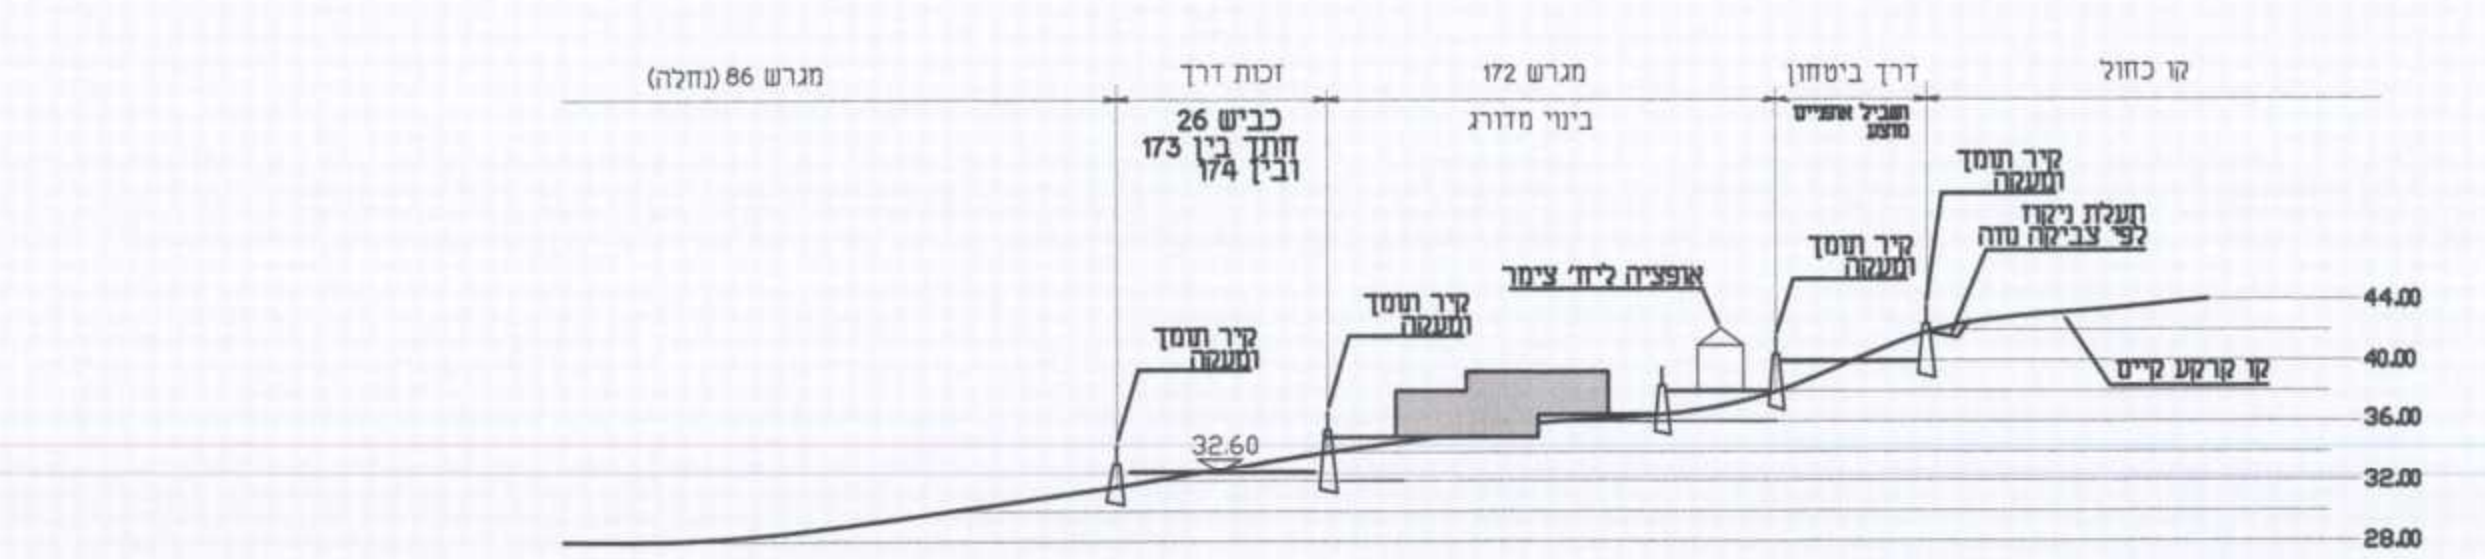 קו כחול
דרך ביטחון
מגרש 172
זכות דרך
מגרש 86 (נחלה)
שביל אופניים
מוצע
בינוי מדורג
כביש 26
חתך בין 173
ובין 174
קיר תומך
ומעקה
תעלת ניקוז
לפי צביקה נווה
קיר תומך
ומעקה
אופציה ליח' צימר
קיר תומך
ומעקה
קיר תומך
ומעקה
44.00
קו קרקע קיים
40.00
36.00
32.60
32.00
28.00